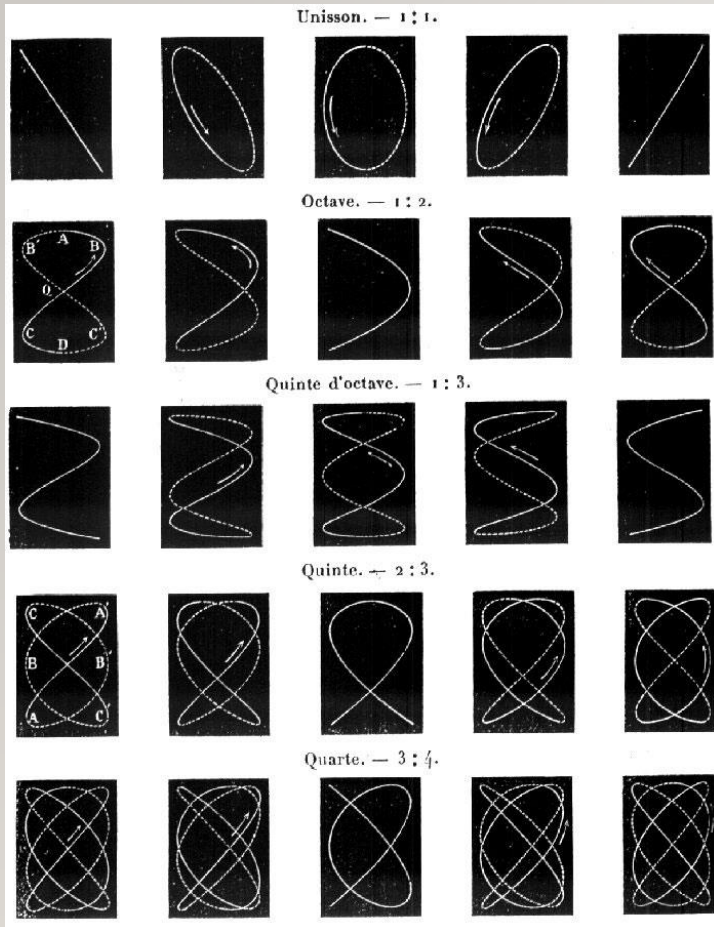 Unisson. — 1 : 1.
Octave. — 1 : 2.
B' A B
O
C C'
D
Quinte d'octave. — 1 : 3.
Quinte. — 2 : 3.
C A'
B B'
A C'
Quarte. — 3 : 4.